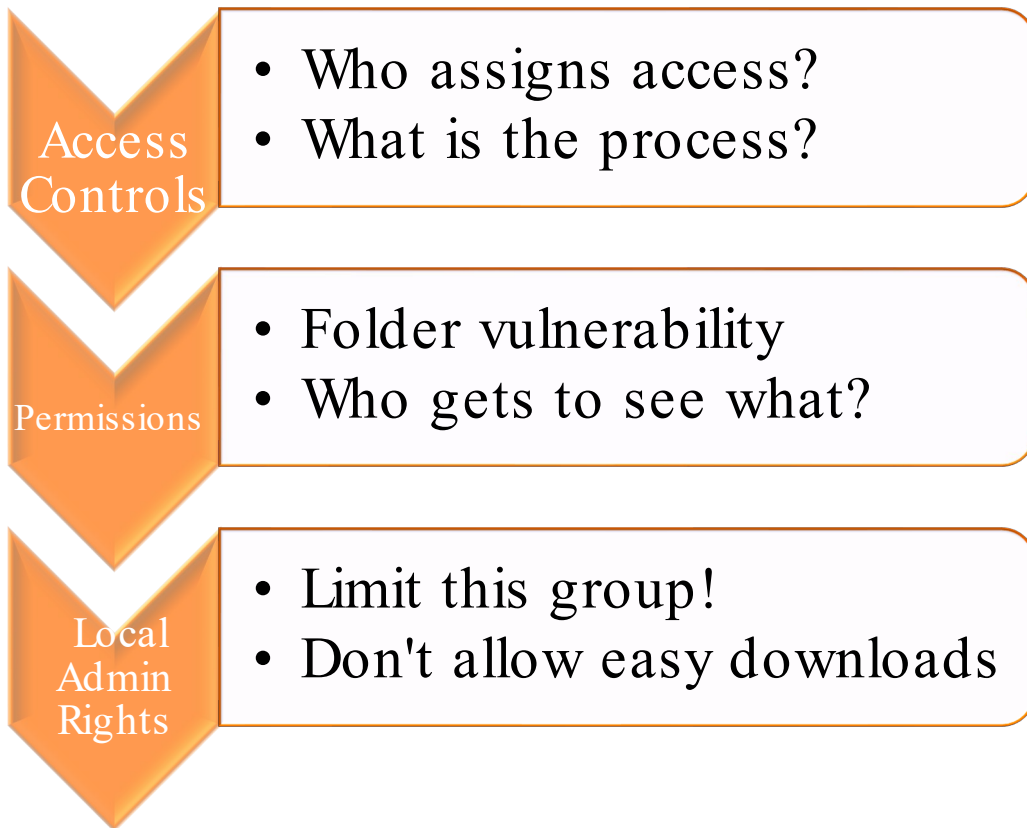 Access
Controls
• Who assigns access?
• What is the process?
Permissions
• Folder vulnerability
• Who gets to see what?
Local
Admin
Rights
• Limit this group!
• Don't allow easy downloads